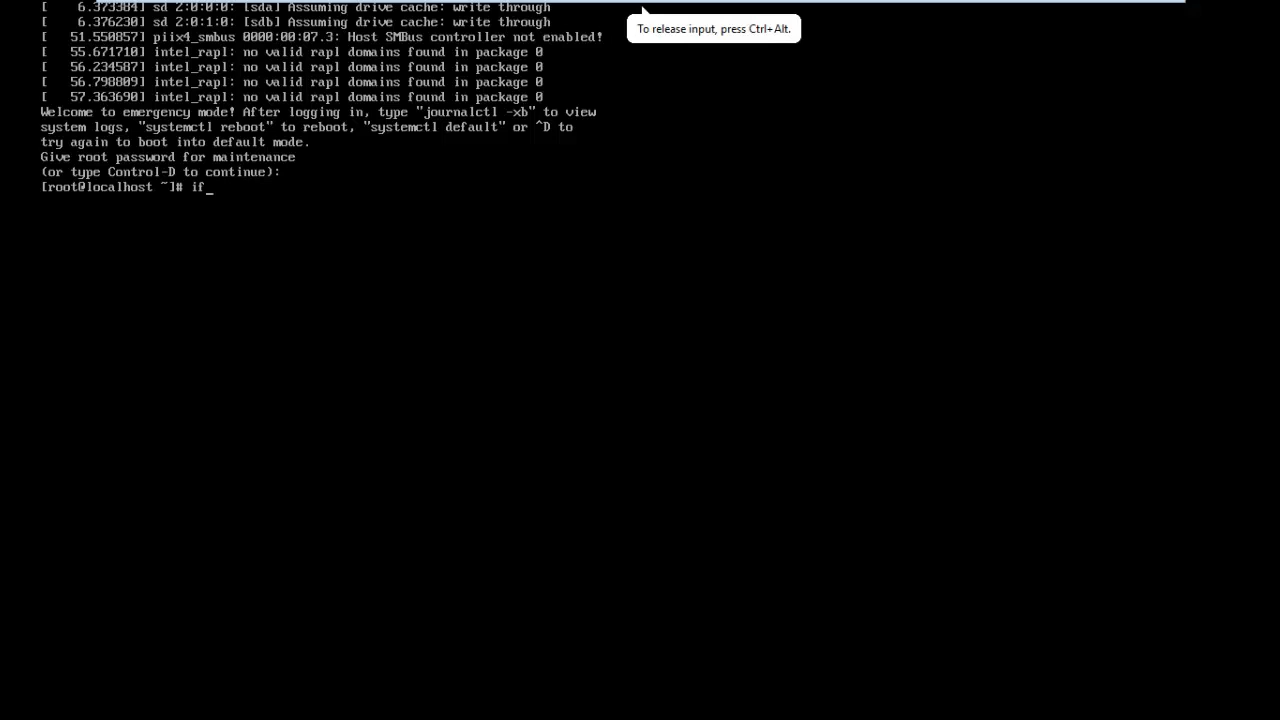 [    6.373384] sd 2:0:0:0: [sda] Assuming drive cache: write through
[    6.376230] sd 2:0:1:0: [sdb] Assuming drive cache: write through
[   51.550857] piix4_smbus 0000:00:07.3: Host SMBus controller not enabled!
[   55.671710] intel_rapl: no valid rapl domains found in package 0
[   56.234587] intel_rapl: no valid rapl domains found in package 0
[   56.798809] intel_rapl: no valid rapl domains found in package 0
[   57.363690] intel_rapl: no valid rapl domains found in package 0
Welcome to emergency mode! After logging in, type "journalctl -xb" to view
system logs, "systemctl reboot" to reboot, "systemctl default" or ^D to
try again to boot into default mode.
Give root password for maintenance
(or type Control-D to continue):
[root@localhost ~]# if_
To release input, press Ctrl+Alt.